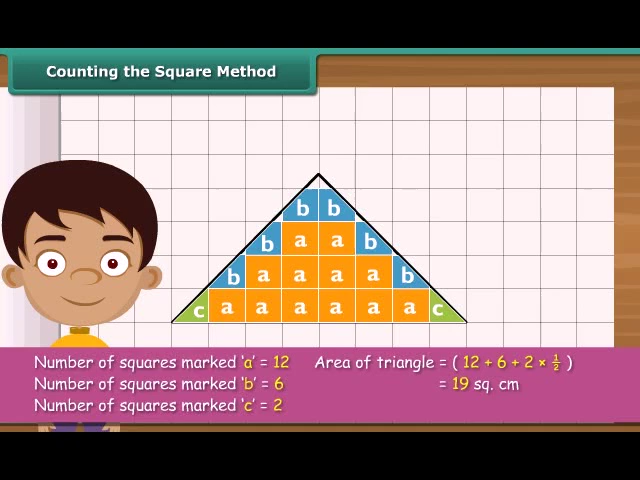 Counting the Square Method
b b
b a a b
b a a a a b
c a a a a a a c
Number of squares marked ‘a’ = 12
Number of squares marked ‘b’ = 6
Number of squares marked ‘c’ = 2
Area of triangle = ( 12 + 6 + 2 × ½ )
= 19 sq. cm